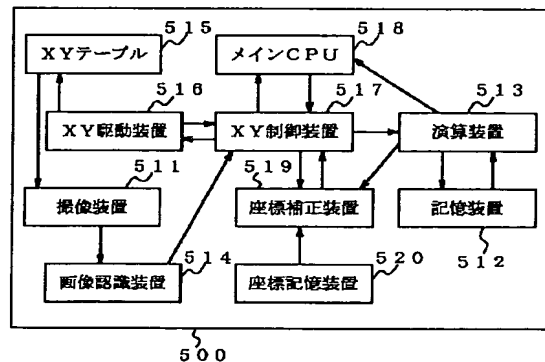 515
XYテーブル
518
メインCPU
516
XY駆動装置
517
XY制御装置
513
演算装置
511
撮像装置
519
座標補正装置
記憶装置
512
514
画像認識装置
520
座標記憶装置
500